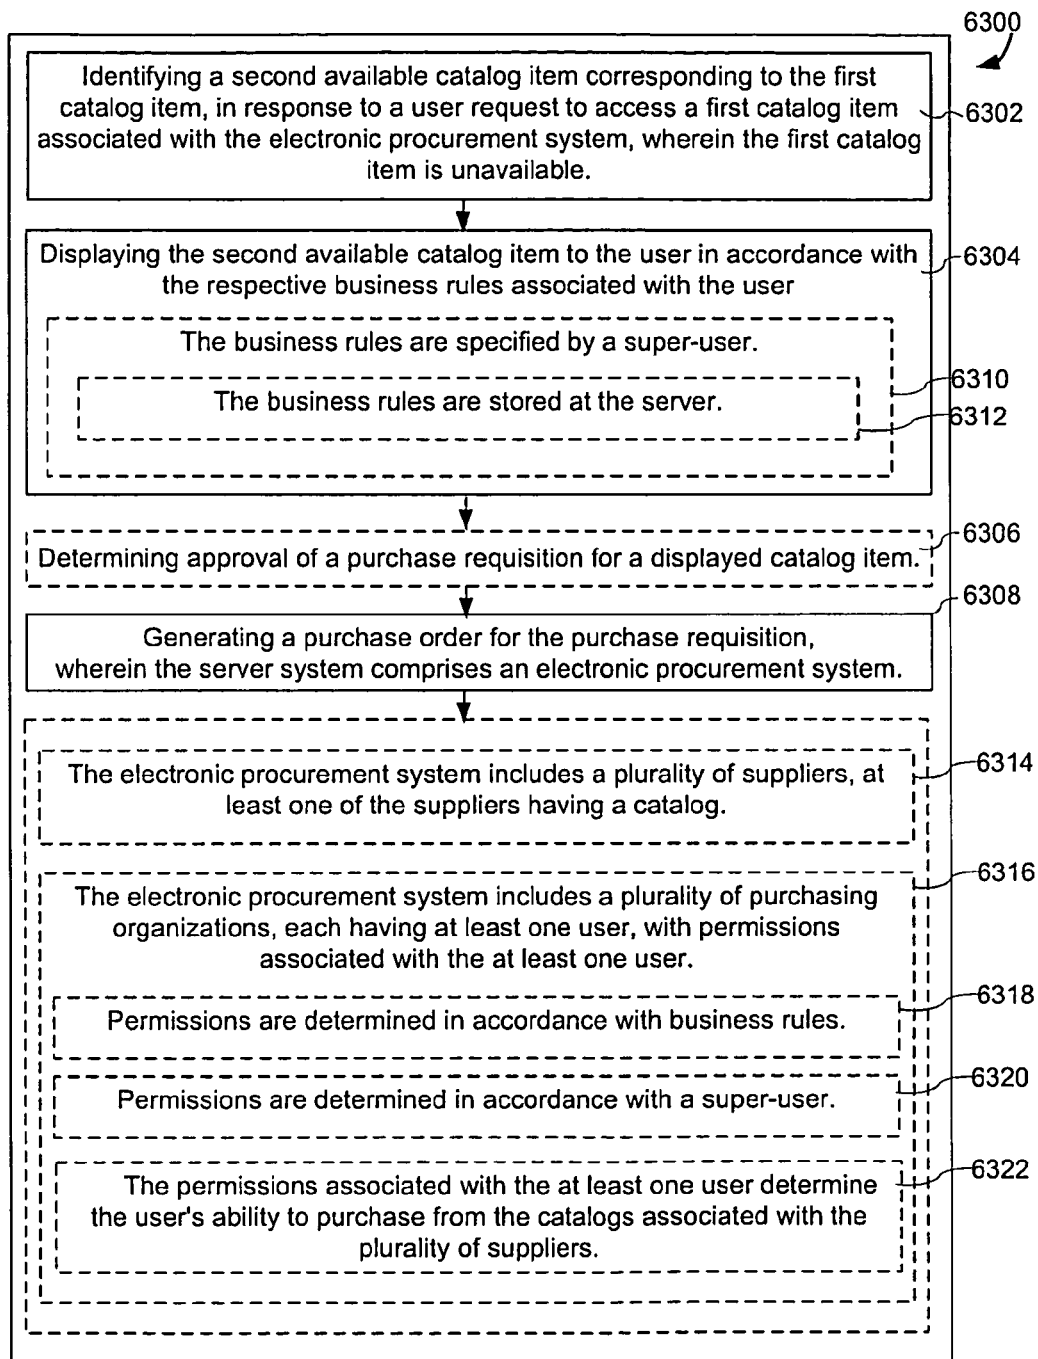 6300
Identifying a second available catalog item corresponding to the first
catalog item, in response to a user request to access a first catalog item
associated with the electronic procurement system, wherein the first catalog
item is unavailable.
6302
Displaying the second available catalog item to the user in accordance with
the respective business rules associated with the user
6304
The business rules are specified by a super-user.
6310
The business rules are stored at the server.
6312
Determining approval of a purchase requisition for a displayed catalog item.
6306
6308
Generating a purchase order for the purchase requisition,
wherein the server system comprises an electronic procurement system.
The electronic procurement system includes a plurality of suppliers, at
least one of the suppliers having a catalog.
6314
6316
The electronic procurement system includes a plurality of purchasing
organizations, each having at least one user, with permissions
associated with the at least one user.
6318
Permissions are determined in accordance with business rules.
6320
Permissions are determined in accordance with a super-user.
6322
The permissions associated with the at least one user determine
the user's ability to purchase from the catalogs associated with the
plurality of suppliers.